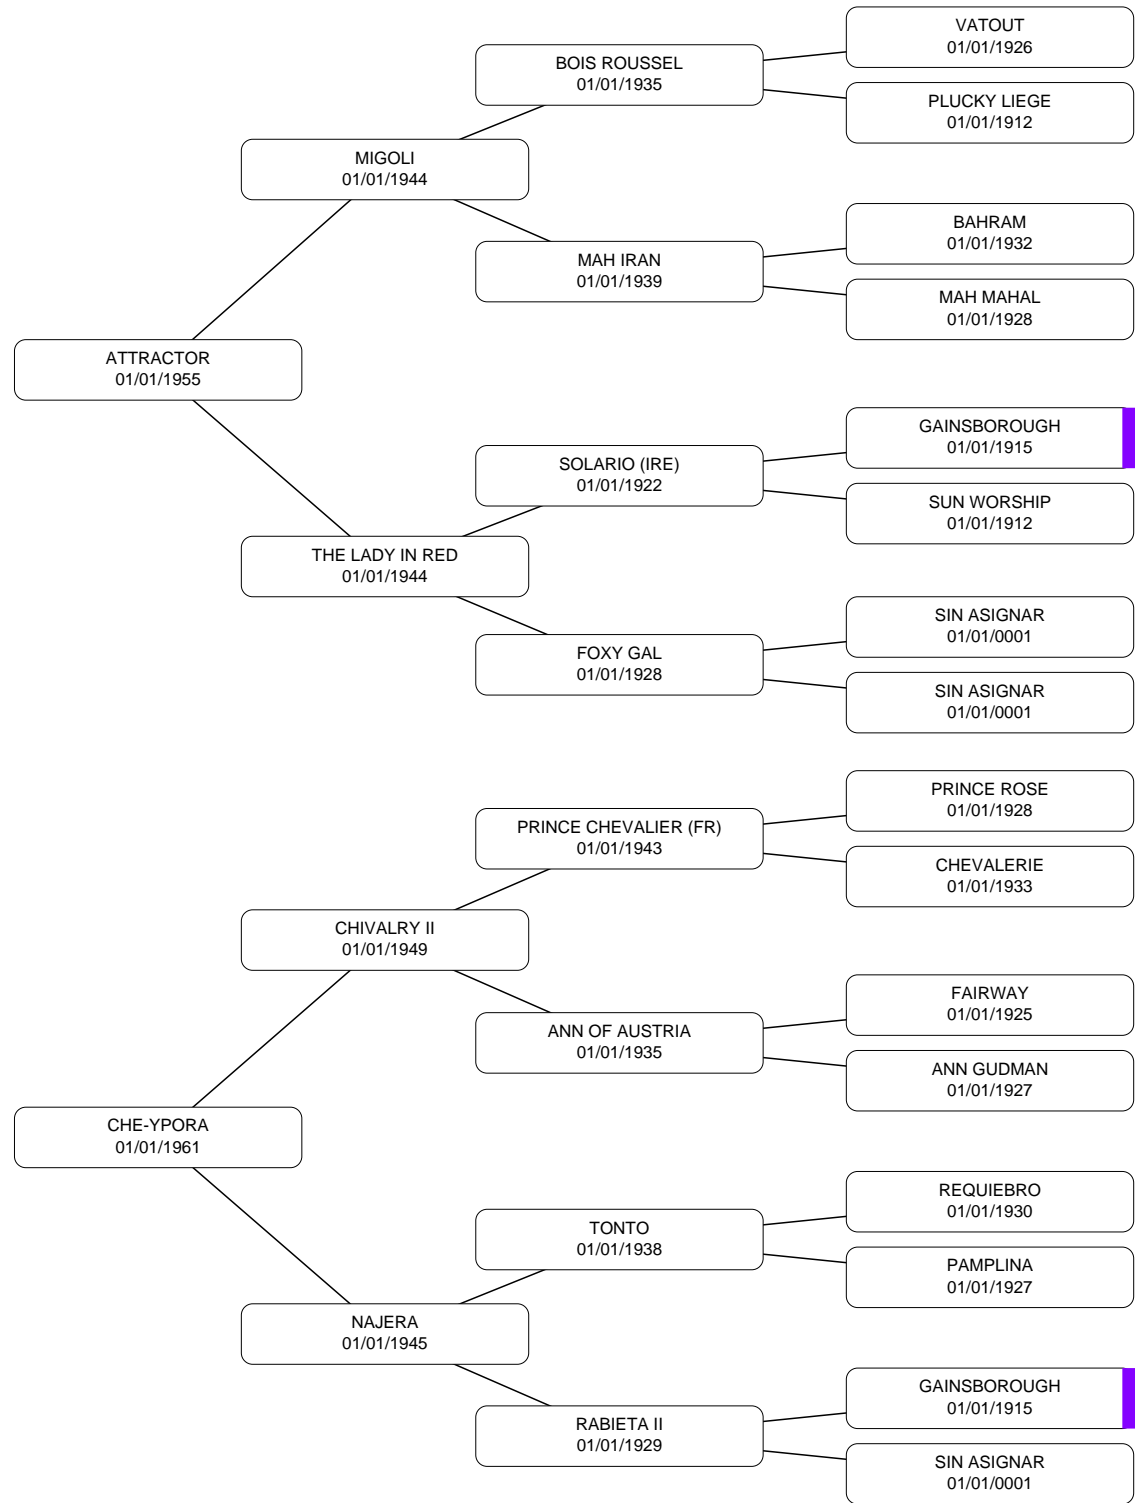 VATOUT
01/01/1926
BOIS ROUSSEL
01/01/1935
PLUCKY LIEGE
01/01/1912
MIGOLI
01/01/1944
BAHRAM
01/01/1932
MAH IRAN
01/01/1939
MAH MAHAL
01/01/1928
ATTRACTOR
01/01/1955
GAINSBOROUGH
01/01/1915
SOLARIO (IRE)
01/01/1922
SUN WORSHIP
01/01/1912
THE LADY IN RED
01/01/1944
SIN ASIGNAR
01/01/0001
FOXY GAL
01/01/1928
SIN ASIGNAR
01/01/0001
PRINCE ROSE
01/01/1928
PRINCE CHEVALIER (FR)
01/01/1943
CHEVALERIE
01/01/1933
CHIVALRY II
01/01/1949
FAIRWAY
01/01/1925
ANN OF AUSTRIA
01/01/1935
ANN GUDMAN
01/01/1927
CHE-YPORA
01/01/1961
REQUIEBRO
01/01/1930
TONTO
01/01/1938
PAMPLINA
01/01/1927
NAJERA
01/01/1945
GAINSBOROUGH
01/01/1915
RABIETA II
01/01/1929
SIN ASIGNAR
01/01/0001